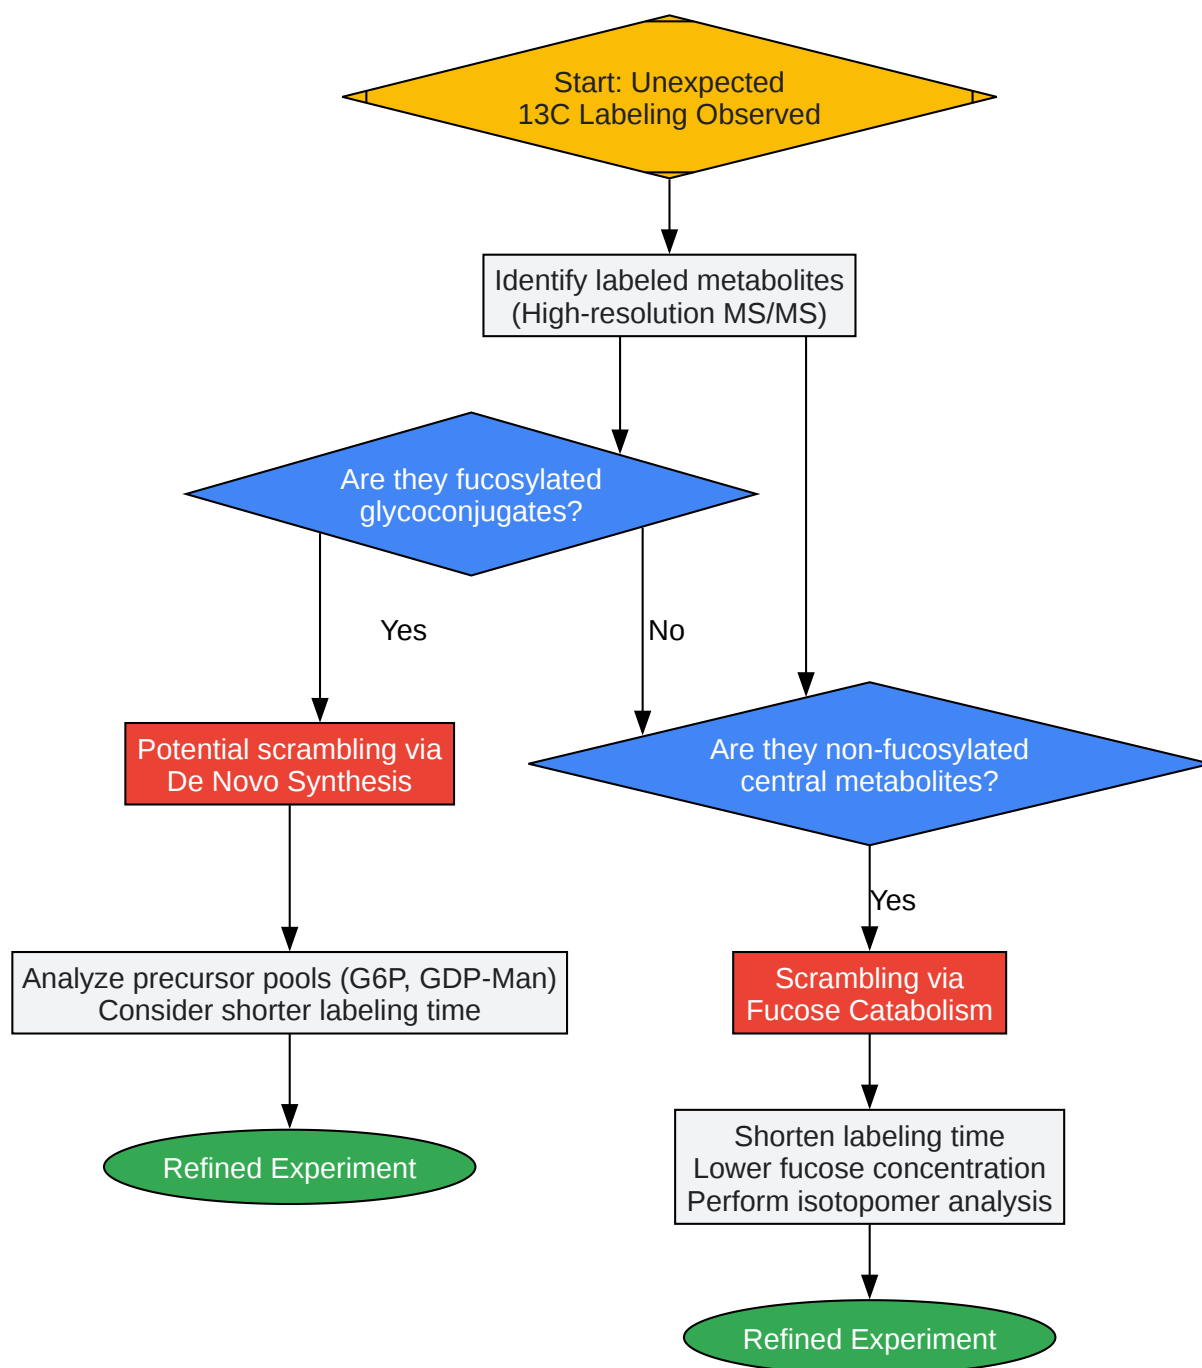 Start: Unexpected
13C Labeling Observed
Identify labeled metabolites
(High-resolution MS/MS)
Are they fucosylated
glycoconjugates?
Yes
No
Potential scrambling via
De Novo Synthesis
Are they non-fucosylated
central metabolites?
Yes
Analyze precursor pools (G6P, GDP-Man)
Consider shorter labeling time
Scrambling via
Fucose Catabolism
Refined Experiment
Shorten labeling time
Lower fucose concentration
Perform isotopomer analysis
Refined Experiment